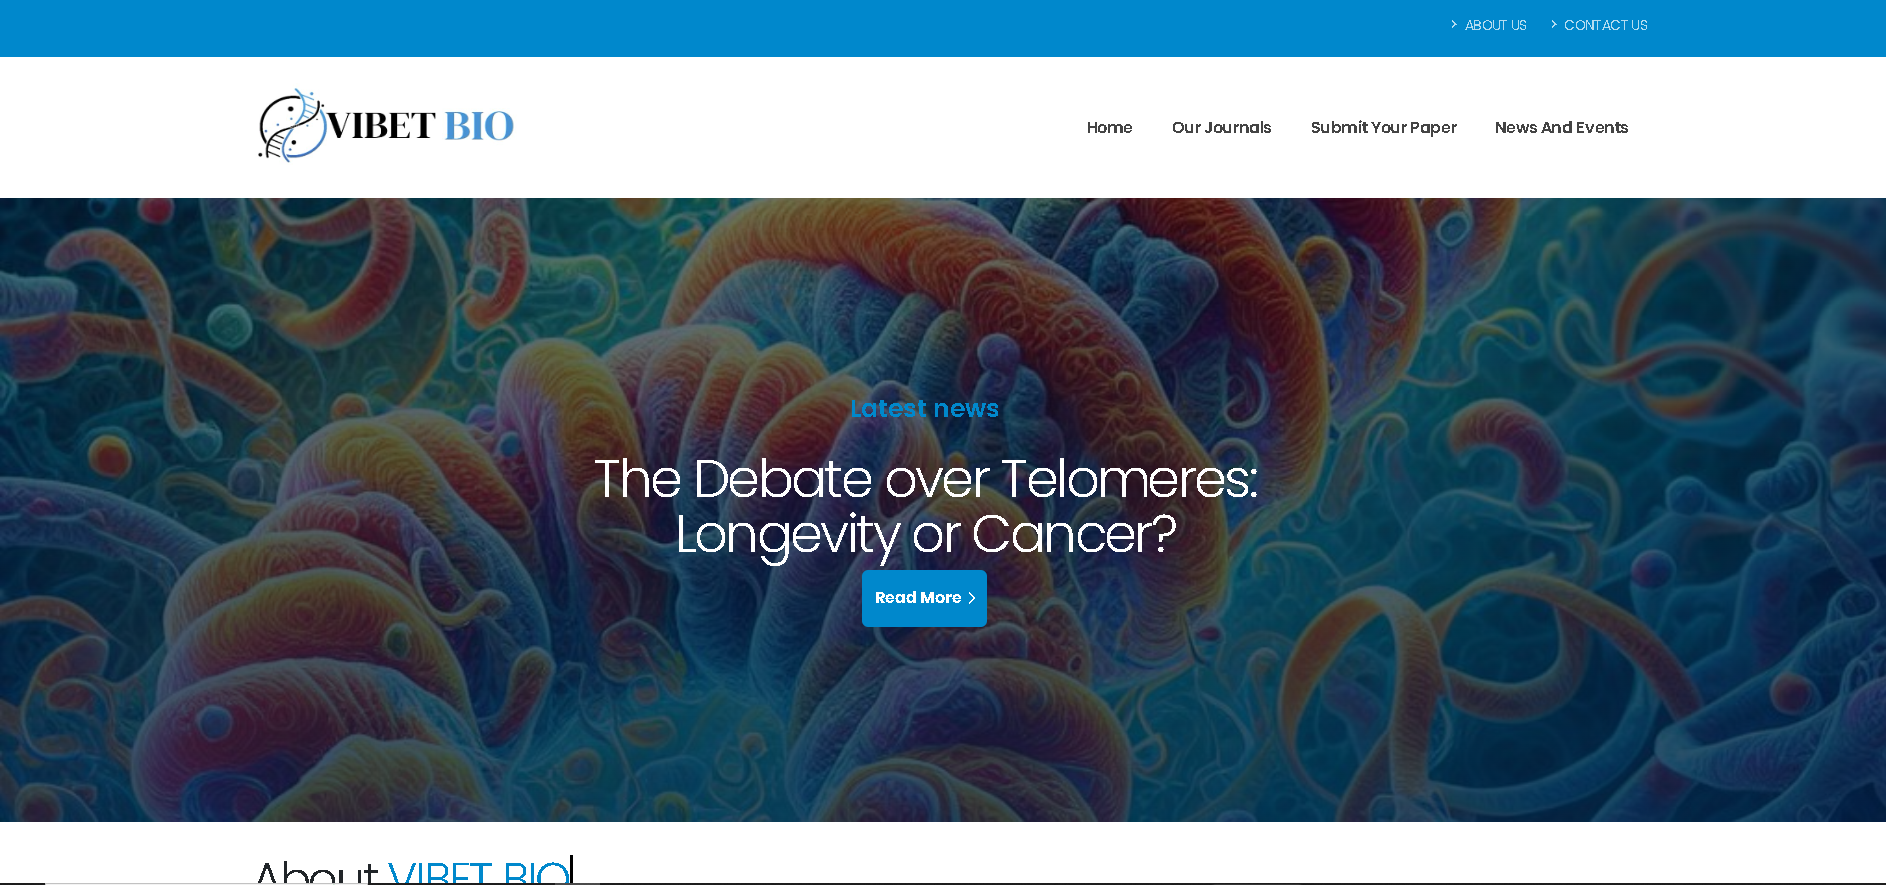 ABOUT US CONTACT US
VIBET BIO
Home Our Journals Submit Your Paper News And Events
Latest news
The Debate over Telomeres:
Longevity or Cancer?
Read More
About VIBET BIO